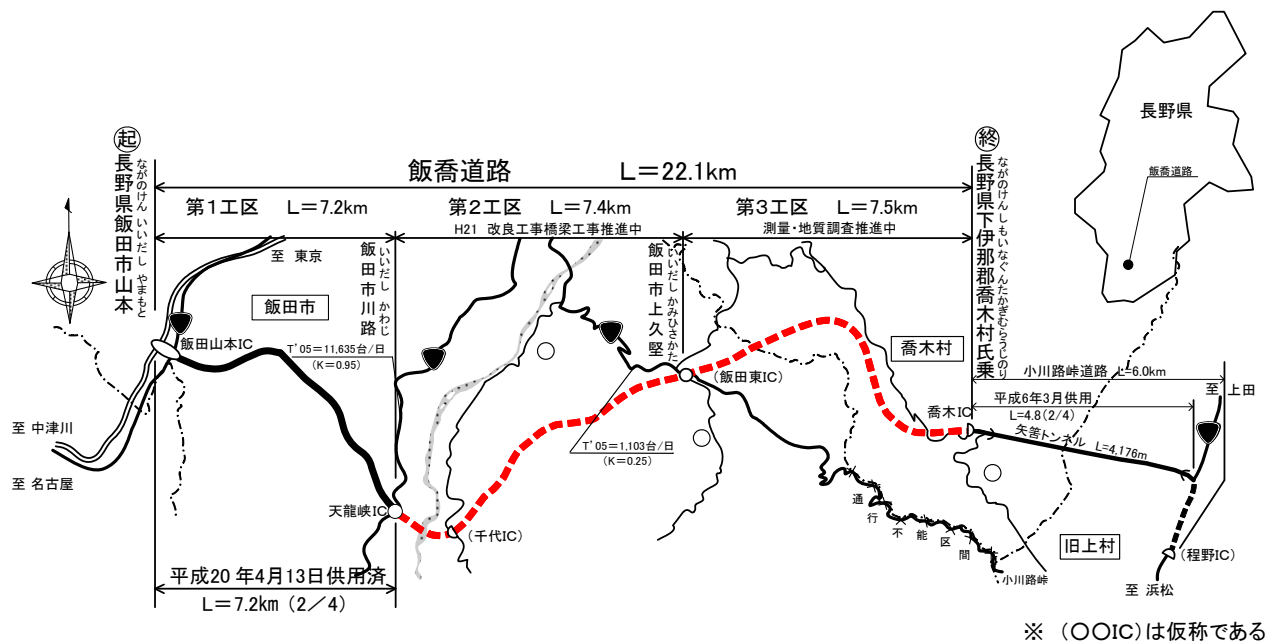 長野県
飯喬道路
起
長野県飯田市山本
ながのけん いいだし やまもと
終
長野県下伊那郡喬木村氏乗
ながのけん しもいなぐんたかぎむらうじのり
飯喬道路 L=22.1km
第1工区 L=7.2km
第2工区 L=7.4km
H21 改良工事橋梁工事推進中
第3工区 L=7.5km
測量・地質調査推進中
至 東京
飯田市
飯田市川路
いいだし かわじ
飯田市上久堅
いいだし かみひさかた
飯田山本IC
T'05=11,635台/日
(K=0.95)
喬木村
(飯田東IC)
小川路峠道路 L=6.0km
至 上田
平成6年3月供用
L=4.8(2/4)
喬木IC
矢筈トンネル L=4,176m
至 中津川
至 名古屋
T'05=1,103台/日
(K=0.25)
天龍峡IC
(千代IC)
通行不能区間
旧上村
(程野IC)
小川路峠
至 浜松
平成20年4月13日供用済
L=7.2km (2/4)
※ (○○IC)は仮称である